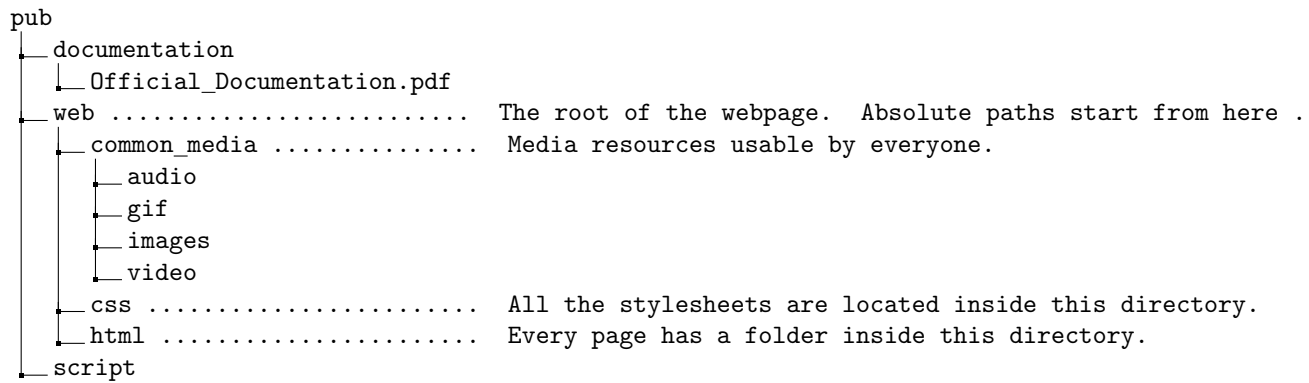 pub
documentation
Official_Documentation.pdf
web .......................... The root of the webpage. Absolute paths start from here .
common_media ............... Media resources usable by everyone.
audio
gif
images
video
css ........................ All the stylesheets are located inside this directory.
html ....................... Every page has a folder inside this directory.
script